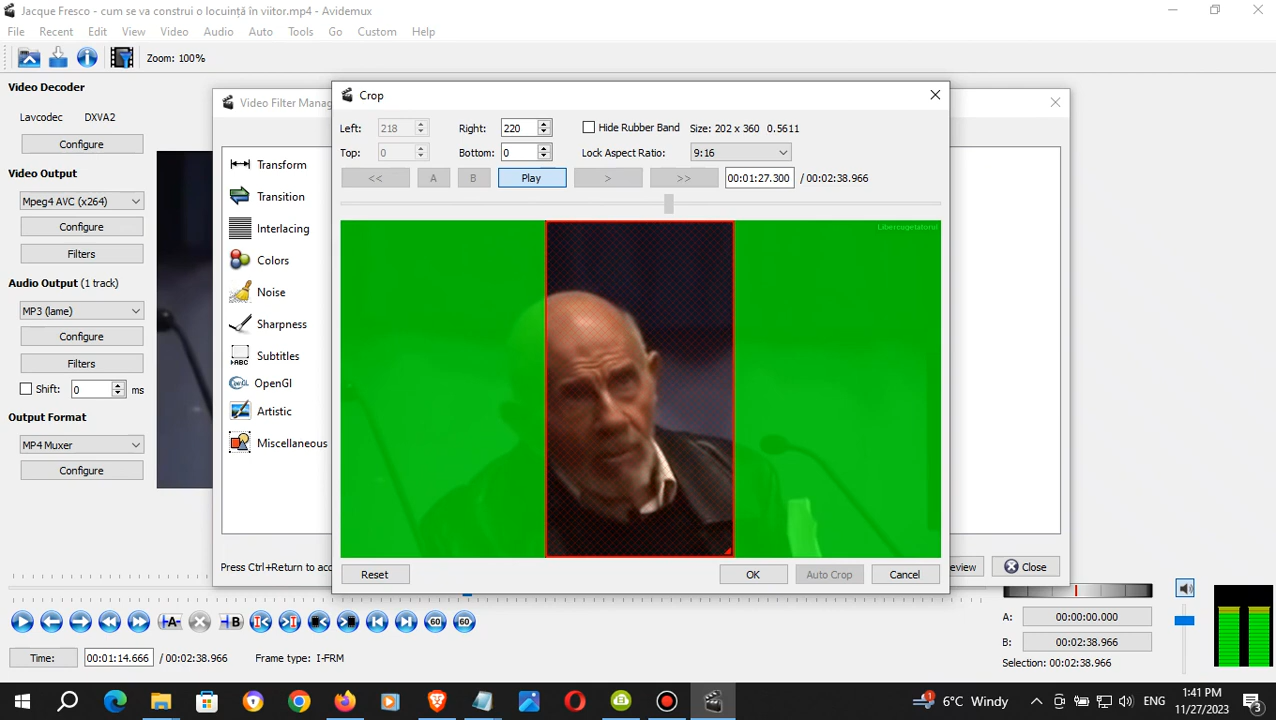 Jacque Fresco - cum se va construi o locuință în viitor.mp4 - Avidemux
File Recent Edit View Video Audio Auto Tools Go Custom Help
Zoom: 100%
Video Decoder
Lavcodec DXVA2
Configure
Video Output
Mpeg4 AVC (x264)
Configure
Filters
Audio Output (1 track)
MP3 (lame)
Configure
Filters
Shift: 0 ms
Output Format
MP4 Muxer
Configure
Video Filter Manag
Transform
Transition
Interlacing
Colors
Noise
Sharpness
Subtitles
OpenGl
Artistic
Miscellaneous
Press Ctrl+Return to acc
eview
Close
Crop
Left: 218 Right: 220 Hide Rubber Band Size: 202 x 360 0.5611
Top: 0 Bottom: 0 Lock Aspect Ratio: 9:16
<< A B Play > >> 00:01:27.300 / 00:02:38.966
Libercugetatorul
Reset OK Auto Crop Cancel
A B 60 60
Time: 00:01:14.666 / 00:02:38.966 Frame type: I-FRM
A: 00:00:00.000
B: 00:02:38.966
Selection: 00:02:38.966
1 6°C Windy ENG 1:41 PM
11/27/2023 3